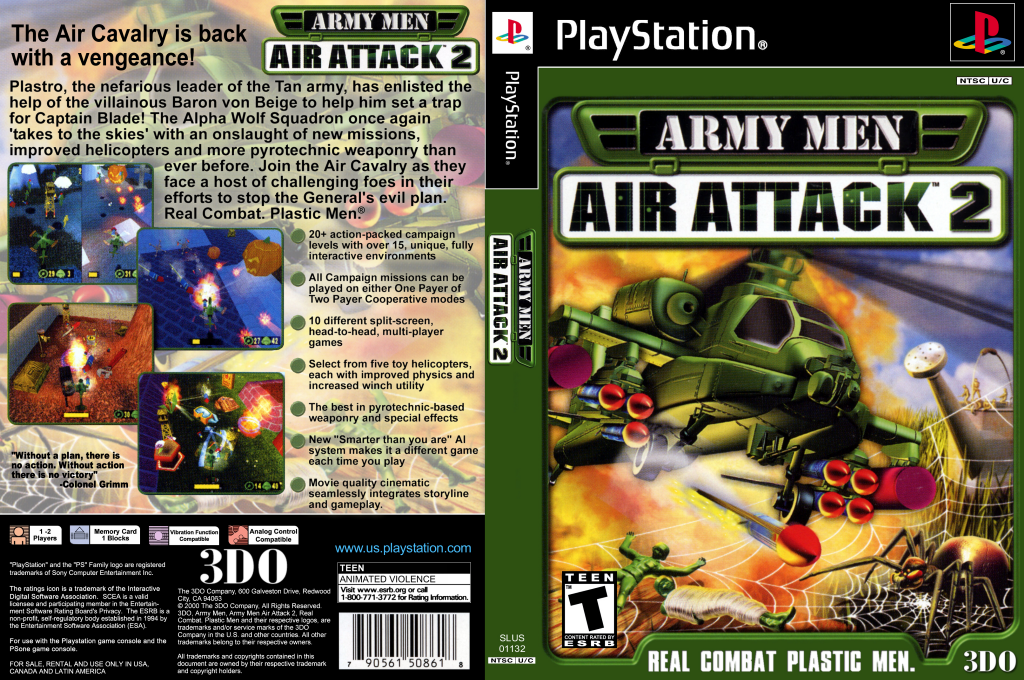 The Air Cavalry is back
with a vengeance!
ARMY MEN
AIR ATTACK™ 2
Plastro, the nefarious leader of the Tan army, has enlisted the
help of the villainous Baron von Beige to help him set a trap
for Captain Blade! The Alpha Wolf Squadron once again
'takes to the skies' with an onslaught of new missions,
improved helicopters and more pyrotechnic weaponry than
ever before. Join the Air Cavalry as they
face a host of challenging foes in their
efforts to stop the General's evil plan.
Real Combat. Plastic Men.®
20+ action-packed campaign
levels with over 15, unique, fully
interactive environments
All Campaign missions can be
played on either One Payer of
Two Payer Cooperative modes
10 different split-screen,
head-to-head, multi-player
games
Select from five toy helicopters,
each with improved physics and
increased winch utility
The best in pyrotechnic-based
weaponry and special effects
New "Smarter than you are" AI
system makes it a different game
each time you play
Movie quality cinematic
seamlessly integrates storyline
and gameplay.
"Without a plan, there is
no action. Without action
there is no victory"
-Colonel Grimm
1 -2
Players
Memory Card
1 Blocks
Vibration Function
Compatible
Analog Control
Compatible
"PlayStation" and the "PS" Family logo are registered
trademarks of Sony Computer Entertainment Inc.
The ratings icon is a trademark of the Interactive
Digital Software Association. SCEA is a valid
licensee and participating member in the Entertain-
ment Software Rating Board's Privacy. The ESRB is a
non-profit, self-regulatory body established in 1994 by
the Entertainment Software Association (ESA).
For use with the Playstation game console and the
PSone game console.
FOR SALE, RENTAL AND USE ONLY IN USA,
CANADA AND LATIN AMERICA
3DO
The 3DO Company, 600 Galveston Drive, Redwood
City, CA 94063
© 2000 The 3DO Company. All Rights Reserved.
3DO, Army Men, Army Men Air Attack 2, Real
Combat. Plastic Men and their respective logos, are
trademarks and/or service marks of the 3DO
Company in the U.S. and other countries. All other
trademarks belong to their respective owners.
All trademarks and copyrights contained in this
document are owned by their respective trademark
and copyright holders.
www.us.playstation.com
TEEN
ANIMATED VIOLENCE
Visit www.esrb.org or call
1-800-771-3772 for Rating Information.
7 90561 50861 8
PlayStation®
ARMY MEN
AIR ATTACK 2
SLUS
01132
NTSC U/C
PlayStation®
NTSC U/C
ARMY MEN
AIR ATTACK™ 2
TEEN
T
CONTENT RATED BY
ESRB
REAL COMBAT PLASTIC MEN.
3DO